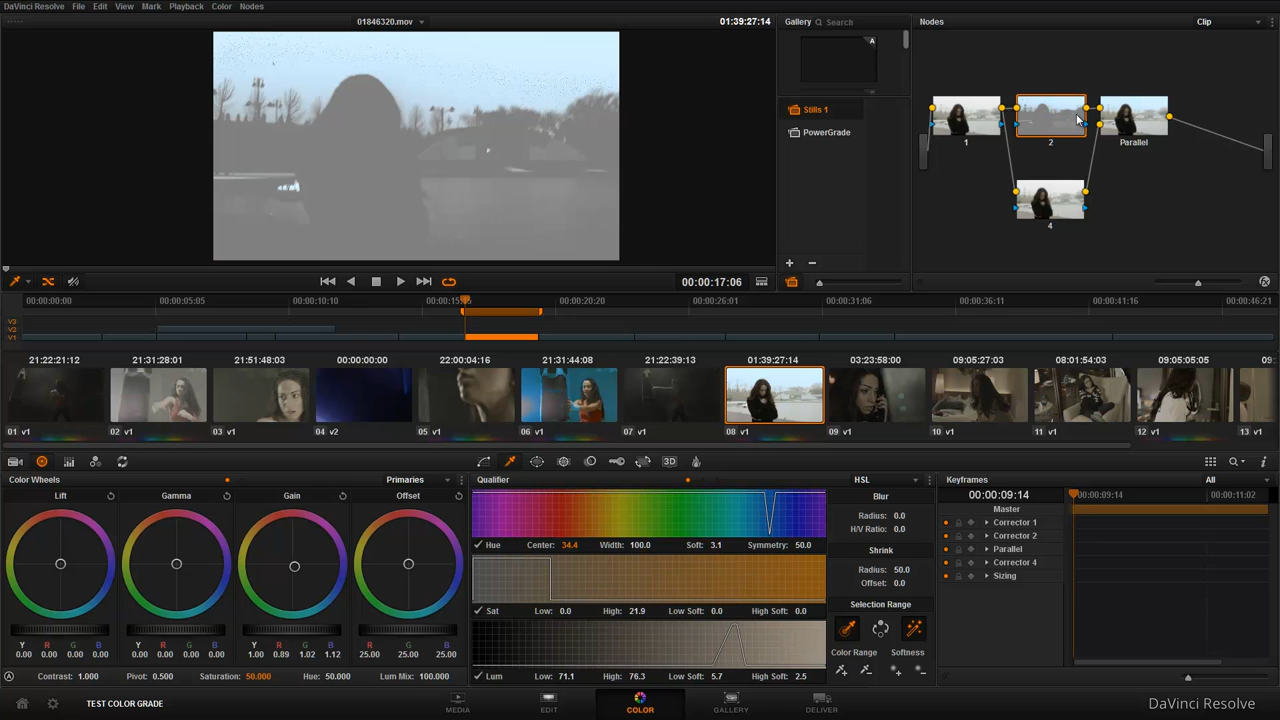 DaVinci Resolve File Edit View Mark Playback Color Nodes
01846320.mov 01:39:27:14 Gallery Search Nodes Clip
A
Stills 1
PowerGrade
1 2 Parallel
4
00:00:17:06
00:00:00:00 00:00:05:05 00:00:10:10 00:00:20:20 00:00:26:01 00:00:31:06 00:00:36:11 00:00:41:16 00:00:46:21
V3
V2
V1
21:22:21:12 21:31:28:01 21:51:48:03 00:00:00:00 22:00:04:16 21:31:44:08 21:22:39:13 01:39:27:14 03:23:58:00 09:05:27:03 08:01:54:03 09:05:05:05
01 v1 02 v1 03 v1 04 v2 05 v1 06 v1 07 v1 08 v1 09 v1 10 v1 11 v1 12 v1 13
3D
Color Wheels Primaries Qualifier HSL Keyframes All
Lift Gamma Gain Offset Blur 00:00:09:14 00:00:09:14 00:00:11:02
Master
Radius: 0.0 Corrector 1
H/V Ratio: 0.0 Corrector 2
Hue Center: 34.4 Width: 100.0 Soft: 3.1 Symmetry: 50.0 Shrink Parallel
Radius: 50.0 Corrector 4
Offset: 0.0 Sizing
Sat Low: 0.0 High: 21.9 Low Soft: 0.0 High Soft: 0.0 Selection Range
Y R G B Y R G B Y R G B R G B
0.00 0.00 0.00 0.00 0.00 0.00 0.00 0.00 1.00 0.89 1.02 1.12 25.00 25.00 25.00 Color Range Softness
A Contrast: 1.000 Pivot: 0.500 Saturation: 50.000 Hue: 50.000 Lum Mix: 100.000 Lum Low: 71.1 High: 76.3 Low Soft: 5.7 High Soft: 2.5
TEST COLOR GRADE MEDIA EDIT COLOR GALLERY DELIVER DaVinci Resolve